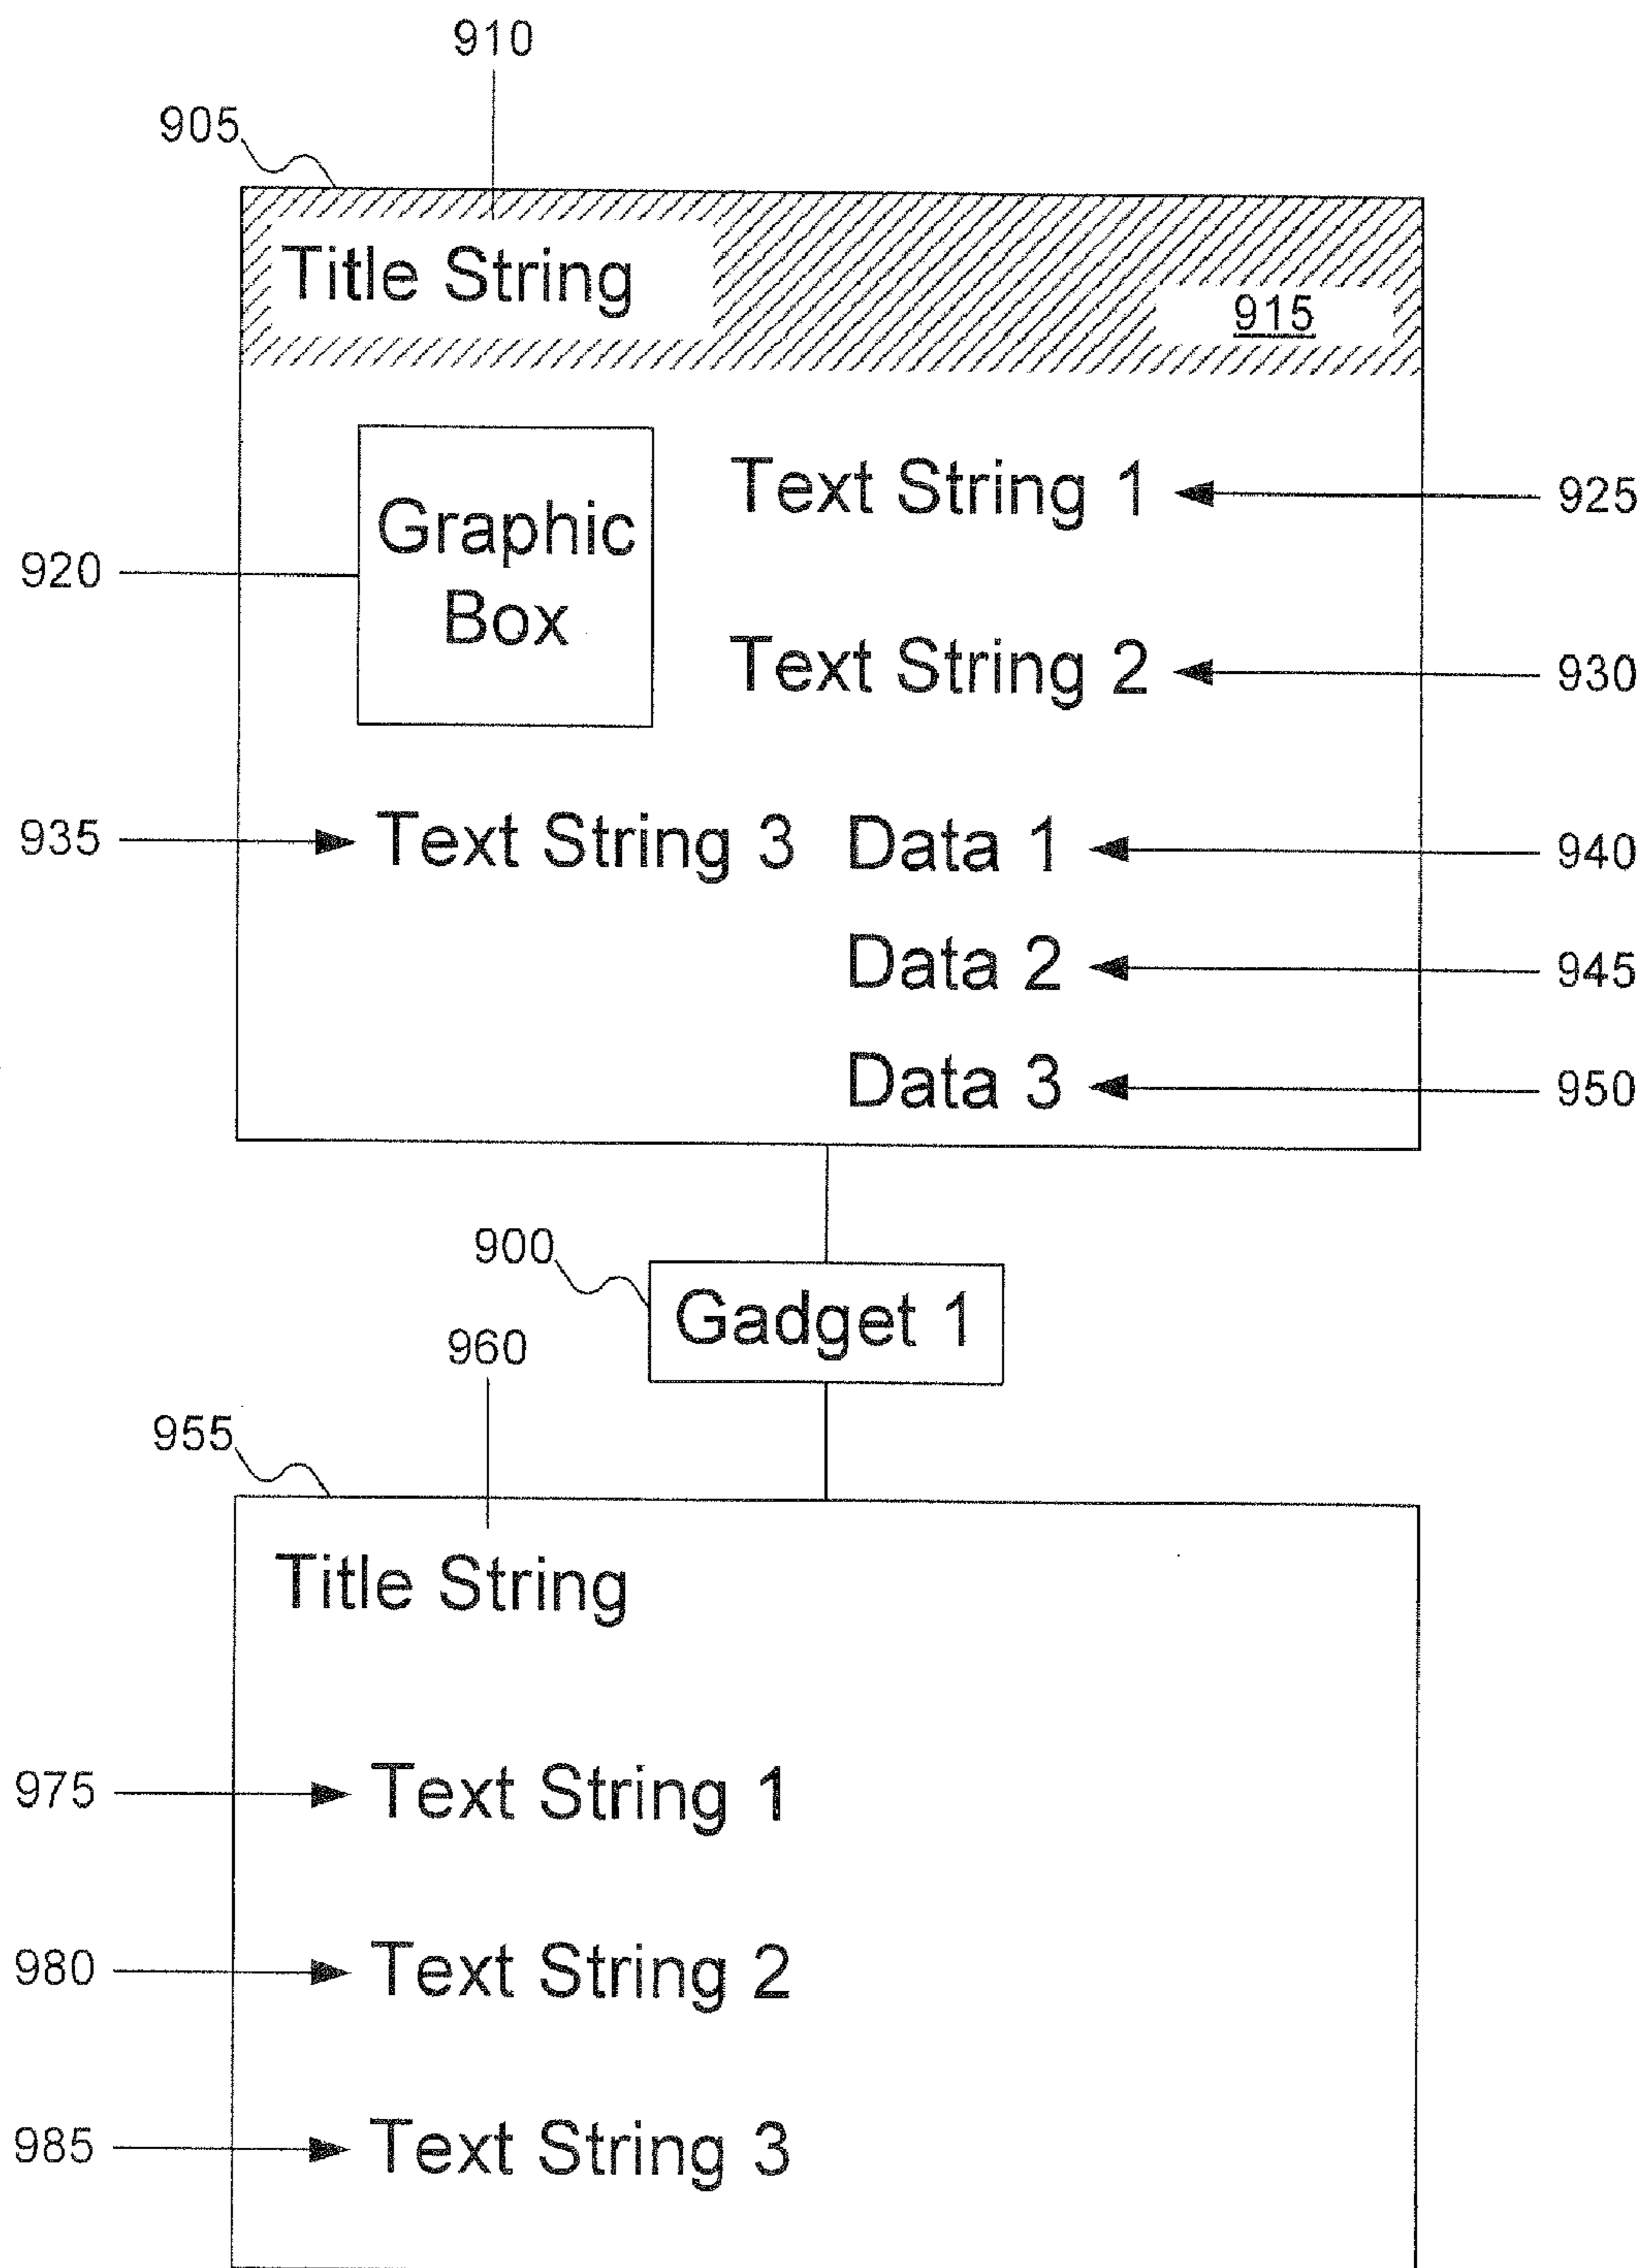 910
905
Title String
915
Graphic
Box
920
Text String 1
925
Text String 2
930
935
Text String 3
Data 1
940
Data 2
945
Data 3
950
900
Gadget 1
960
955
Title String
975
Text String 1
980
Text String 2
985
Text String 3